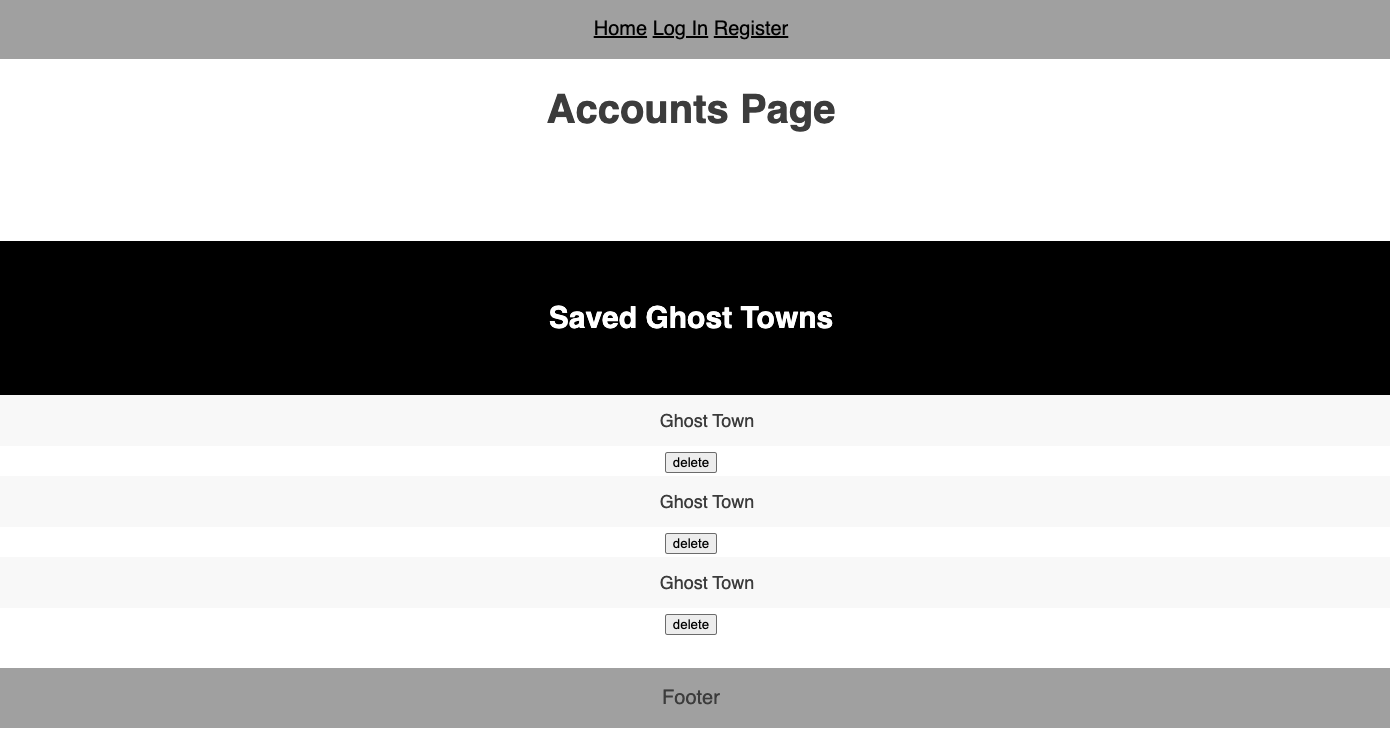 Home Log In Register
Accounts Page
Saved Ghost Towns
Ghost Town
delete
Ghost Town
delete
Ghost Town
delete
Footer